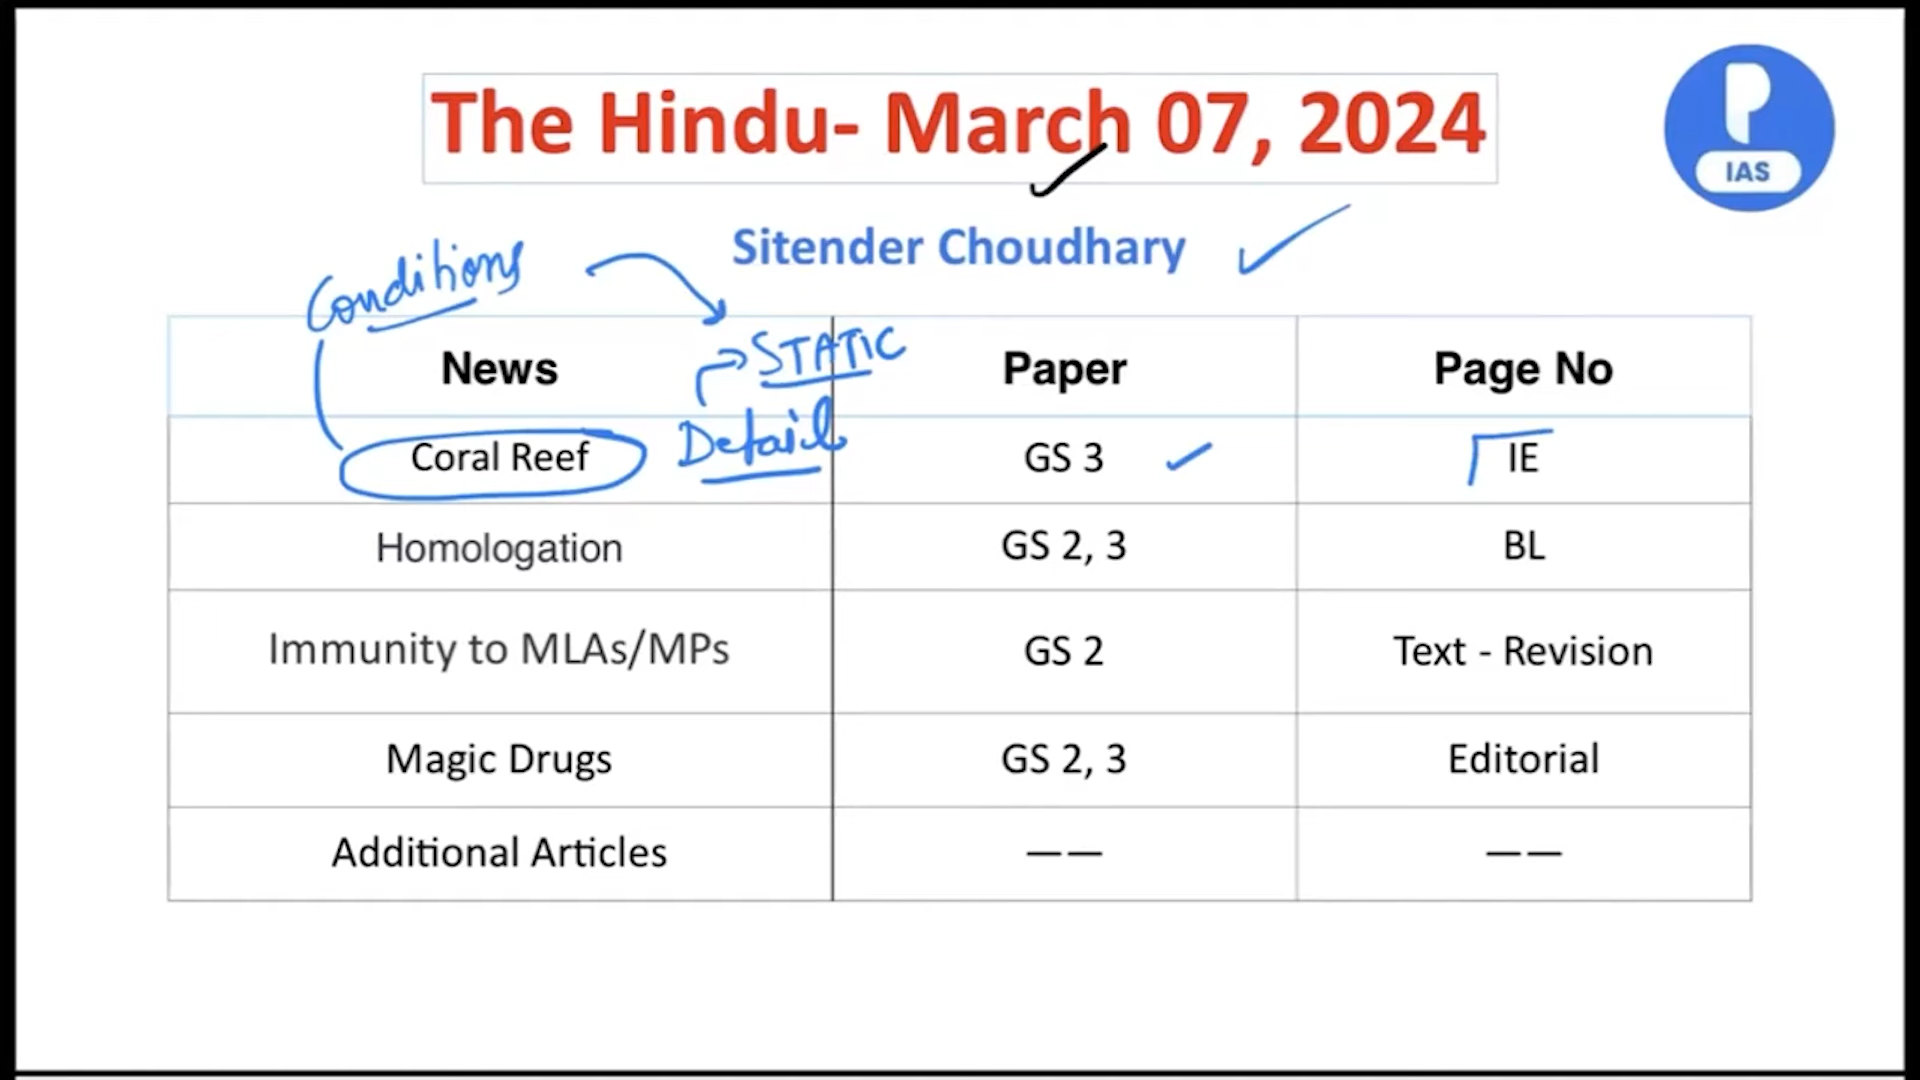 The Hindu- March 07, 2024
IAS
Sitender Choudhary
Conditions
STATIC
News Paper Page No
Detail
Coral Reef GS 3 IE
Homologation GS 2, 3 BL
Immunity to MLAs/MPs GS 2 Text - Revision
Magic Drugs GS 2, 3 Editorial
Additional Articles —— ——